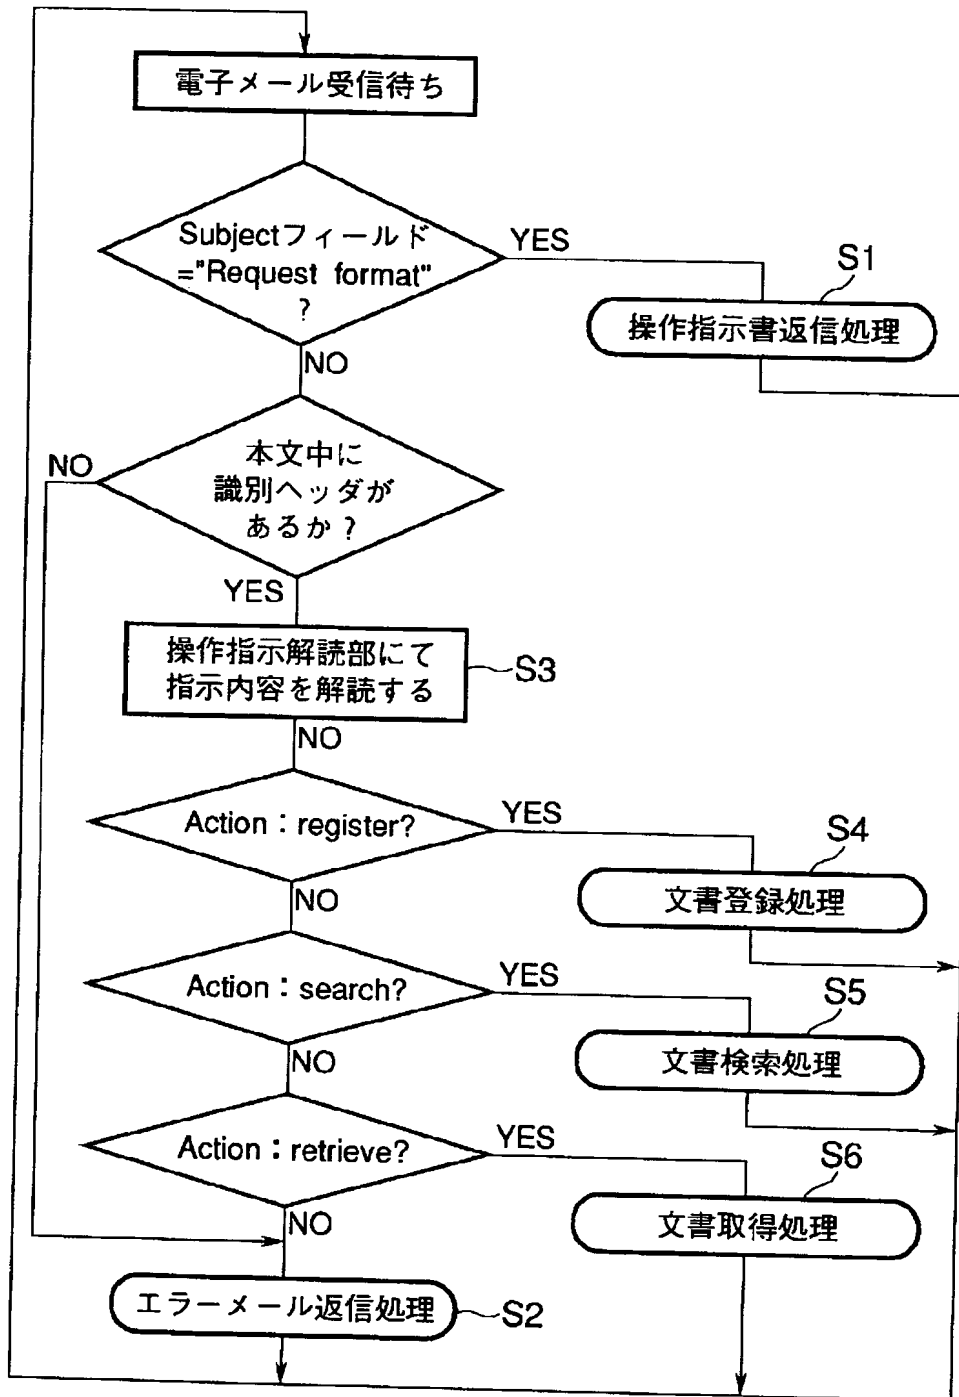 電子メール受信待ち
Subjectフィールド
="Request format"
?
YES
S1
操作指示書返信処理
NO
本文中に
識別ヘッダが
あるか?
NO
YES
操作指示解読部にて
指示内容を解読する
S3
NO
Action:register?
YES
S4
文書登録処理
NO
Action:search?
YES
S5
文書検索処理
NO
Action:retrieve?
YES
S6
文書取得処理
NO
エラーメール返信処理
S2